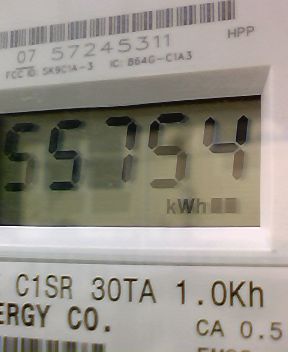 07 57245311
HPP
FCC ID: SK9C1A-3 IC: 864G-C1A3
55754
kWh
C1SR 30TA 1.0Kh
ERGY CO.
CA 0.5